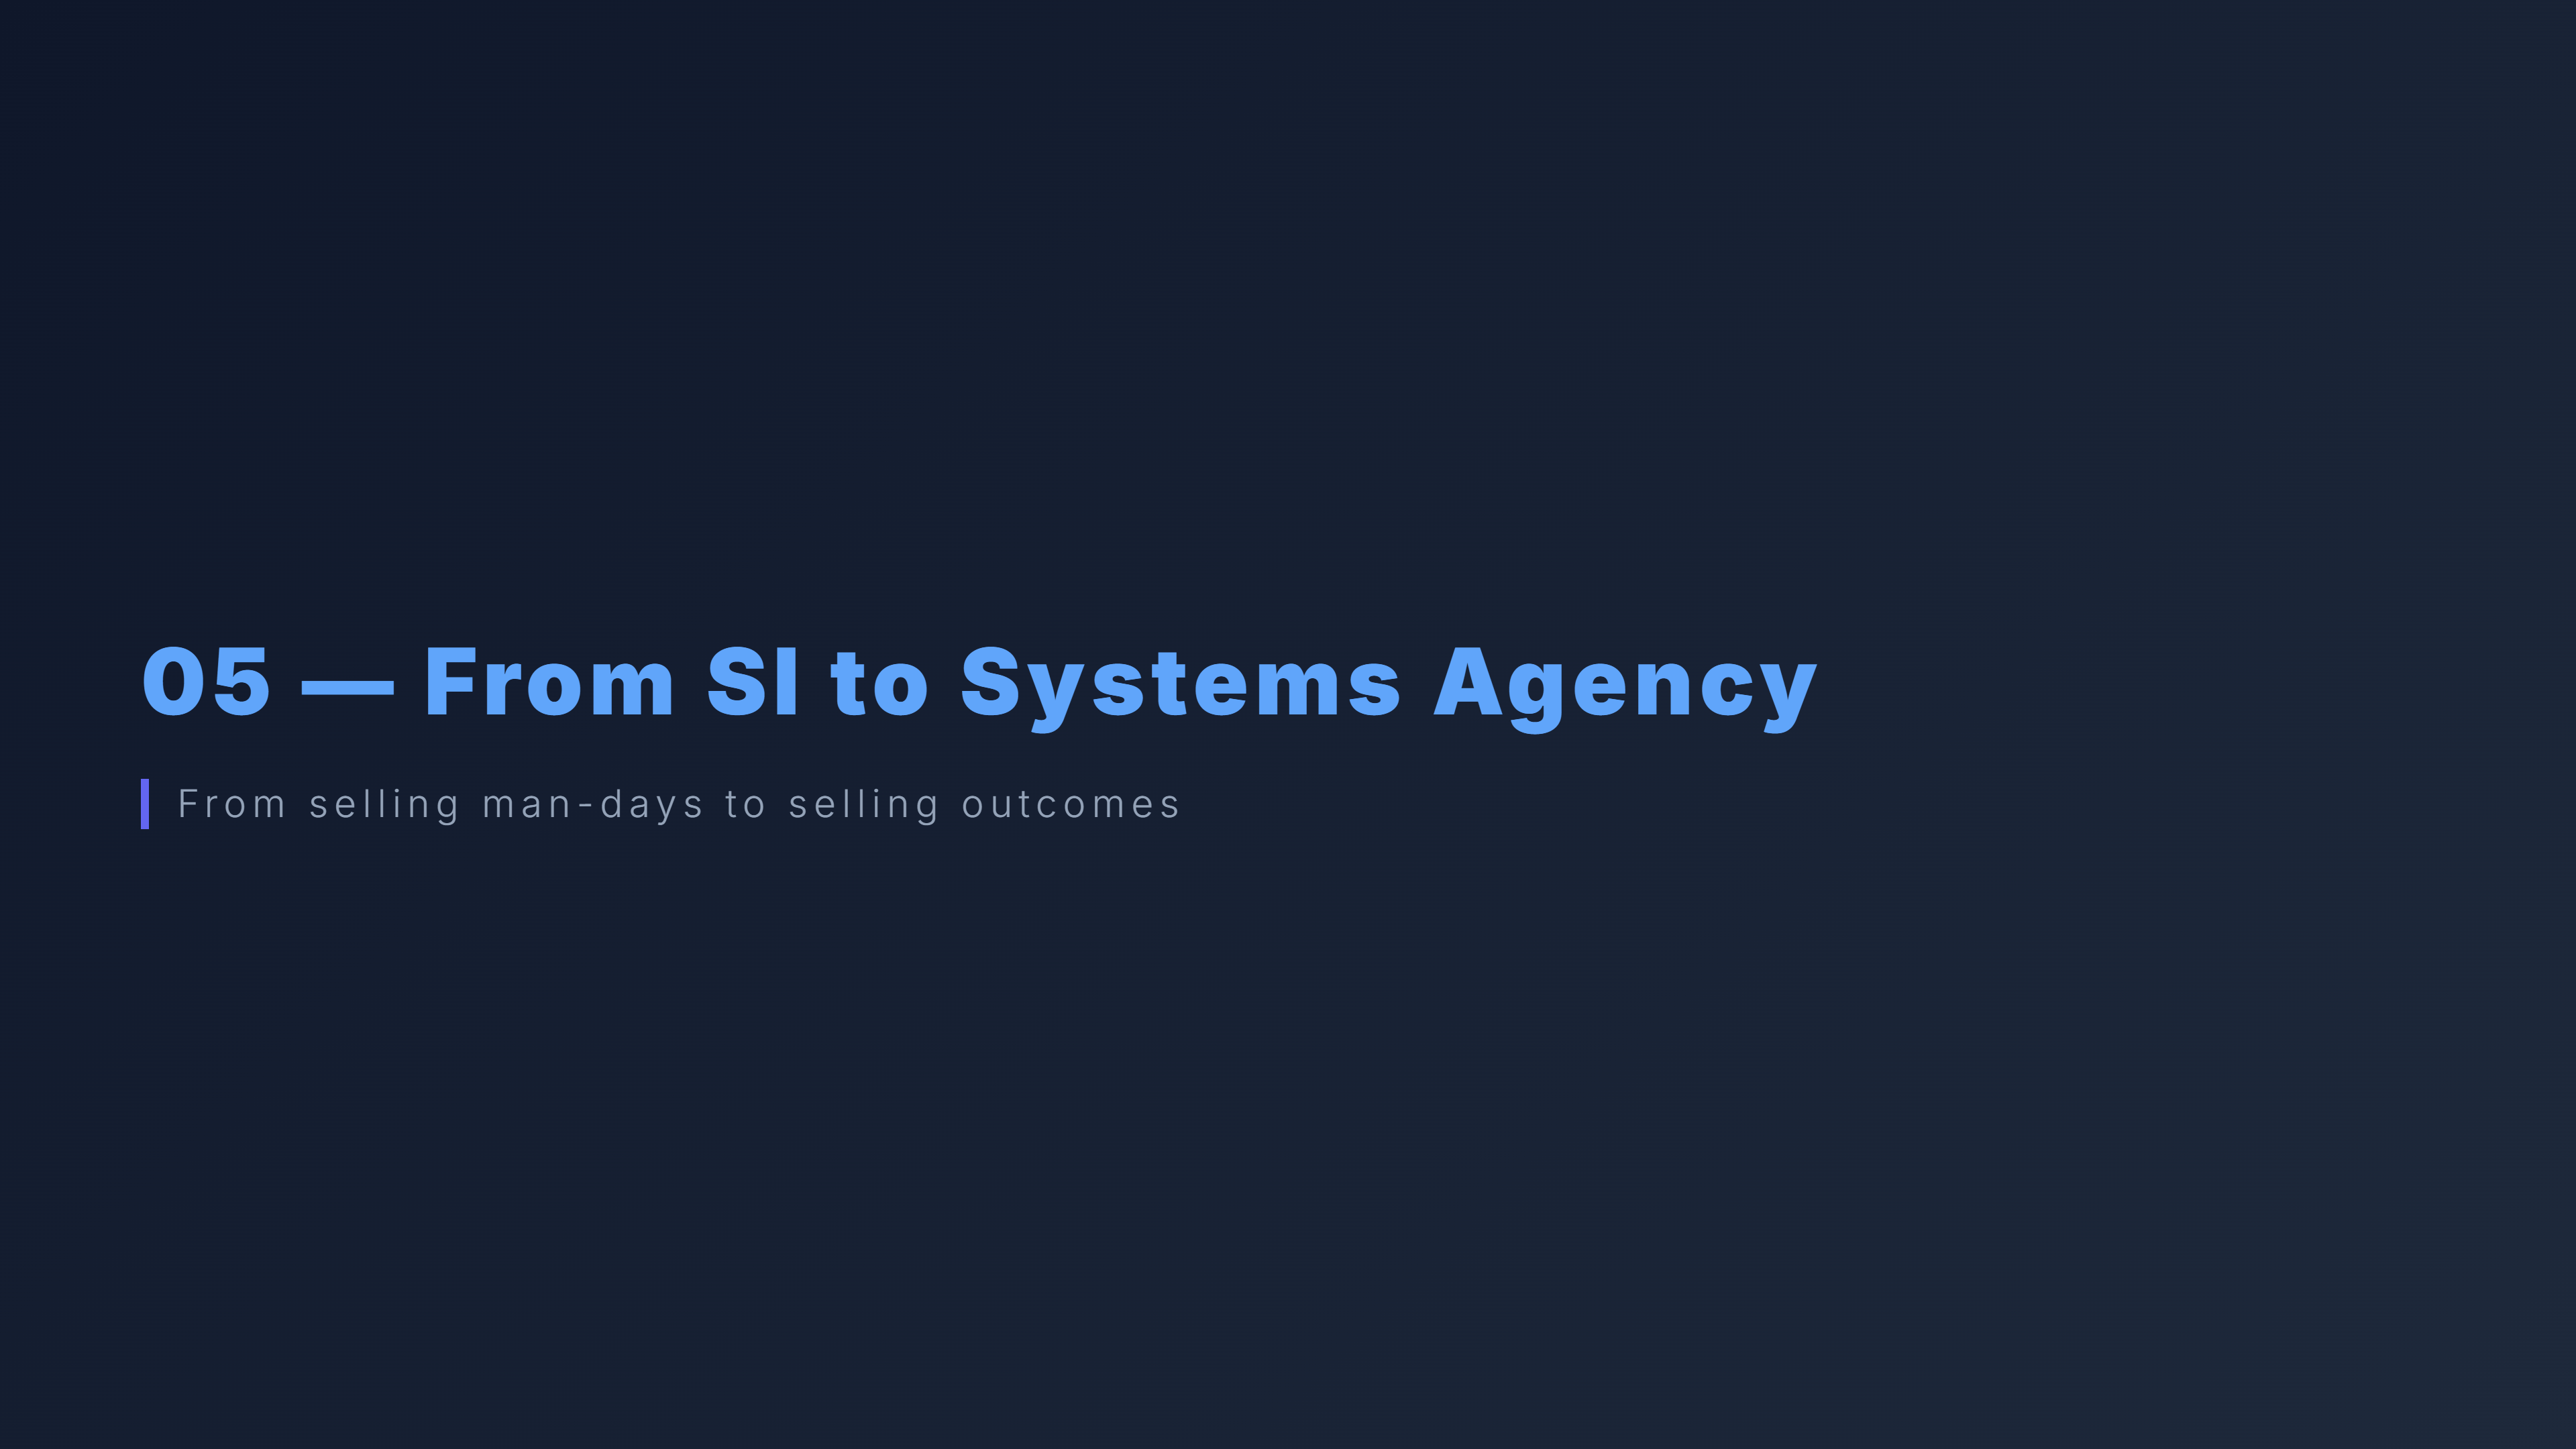 05 — From SI to Systems Agency
From selling man-days to selling outcomes